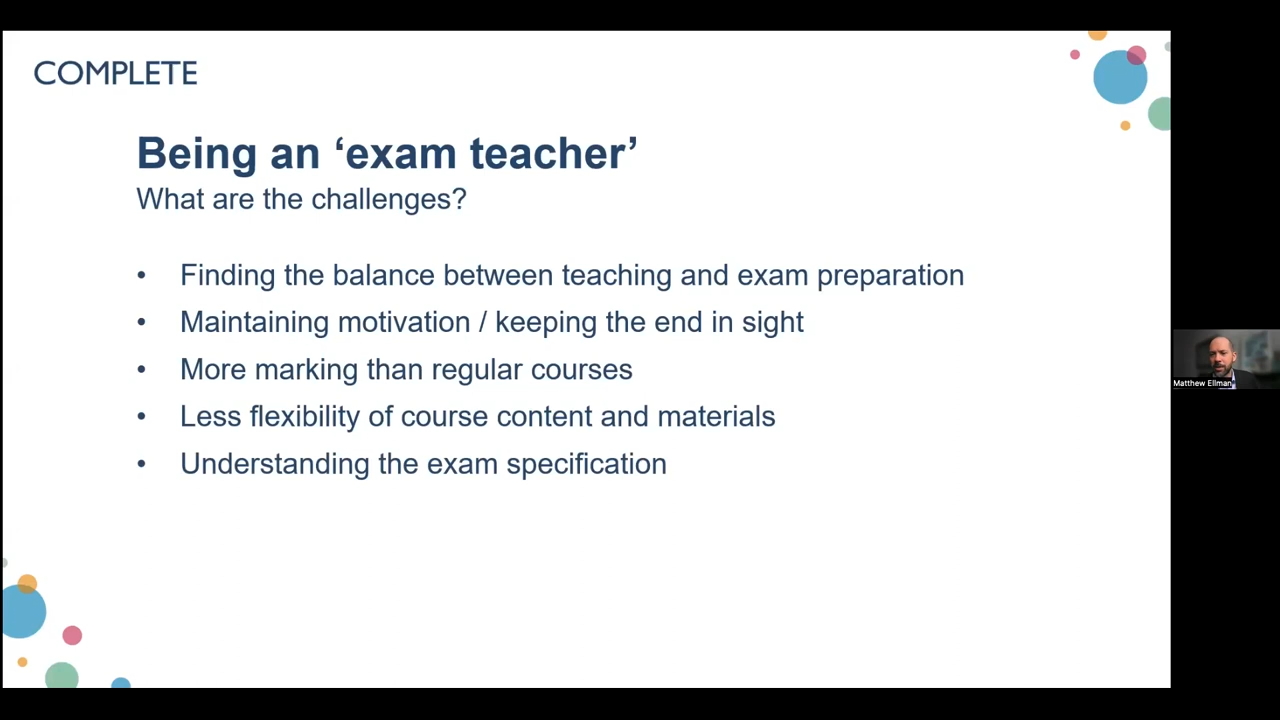 COMPLETE
Being an ‘exam teacher’
What are the challenges?
• Finding the balance between teaching and exam preparation
• Maintaining motivation / keeping the end in sight
• More marking than regular courses
• Less flexibility of course content and materials
• Understanding the exam specification
Matthew Ellman